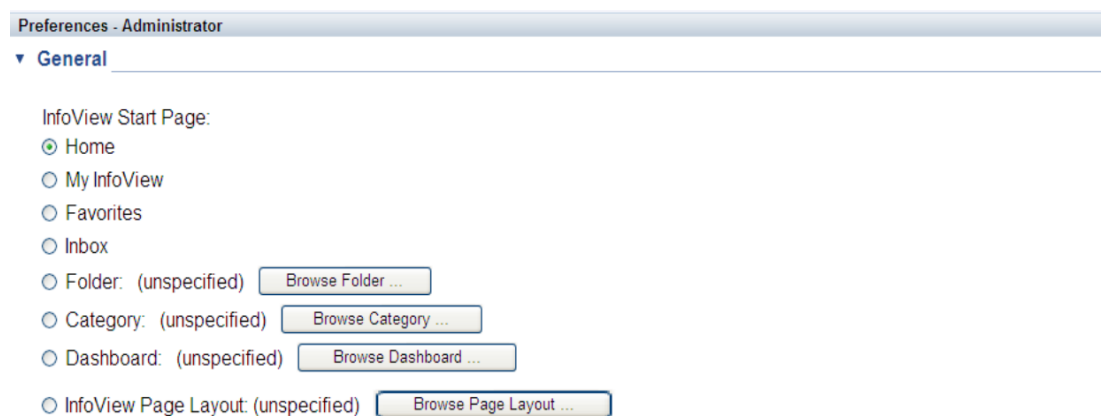 Preferences - Administrator
General
InfoView Start Page:
Home
My InfoView
Favorites
Inbox
Folder: (unspecified) Browse Folder ...
Category: (unspecified) Browse Category ...
Dashboard: (unspecified) Browse Dashboard ...
InfoView Page Layout: (unspecified) Browse Page Layout ...